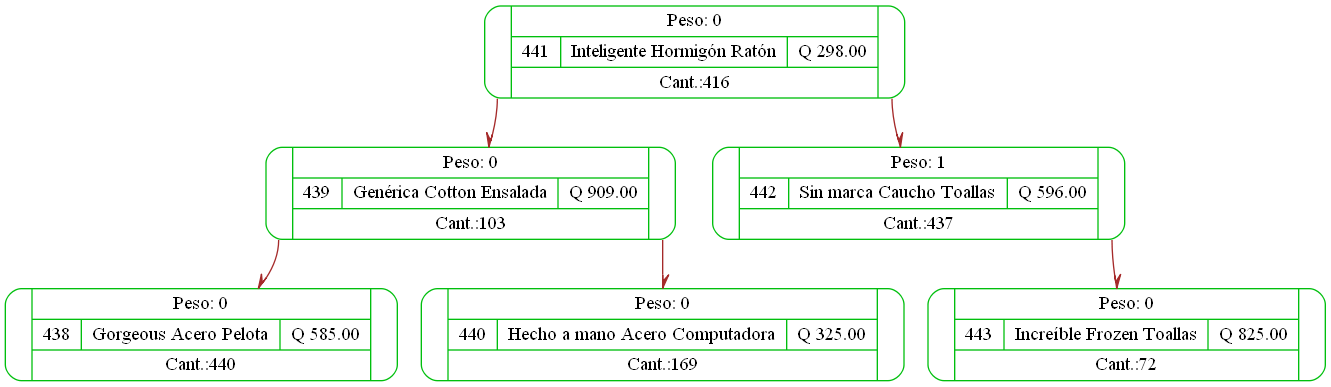 Peso: 0
441 Inteligente Hormigón Ratón Q 298.00
Cant.:416
Peso: 0
439 Genérica Cotton Ensalada Q 909.00
Cant.:103
Peso: 1
442 Sin marca Caucho Toallas Q 596.00
Cant.:437
Peso: 0
438 Gorgeous Acero Pelota Q 585.00
Cant.:440
Peso: 0
440 Hecho a mano Acero Computadora Q 325.00
Cant.:169
Peso: 0
443 Increíble Frozen Toallas Q 825.00
Cant.:72